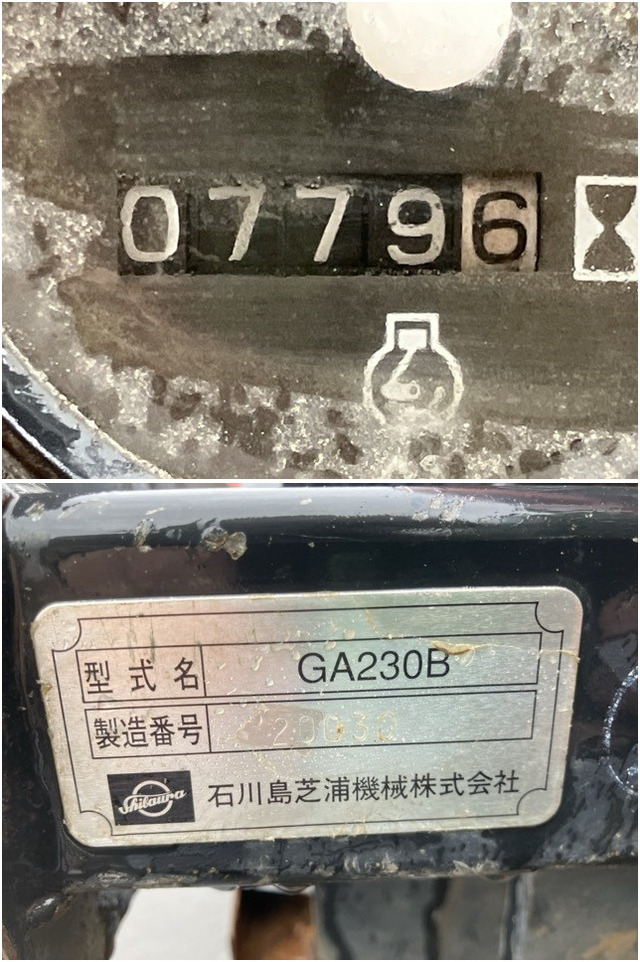 07796
型式名 GA230B
製造番号 20030
Shibaura 石川島芝浦機械株式会社